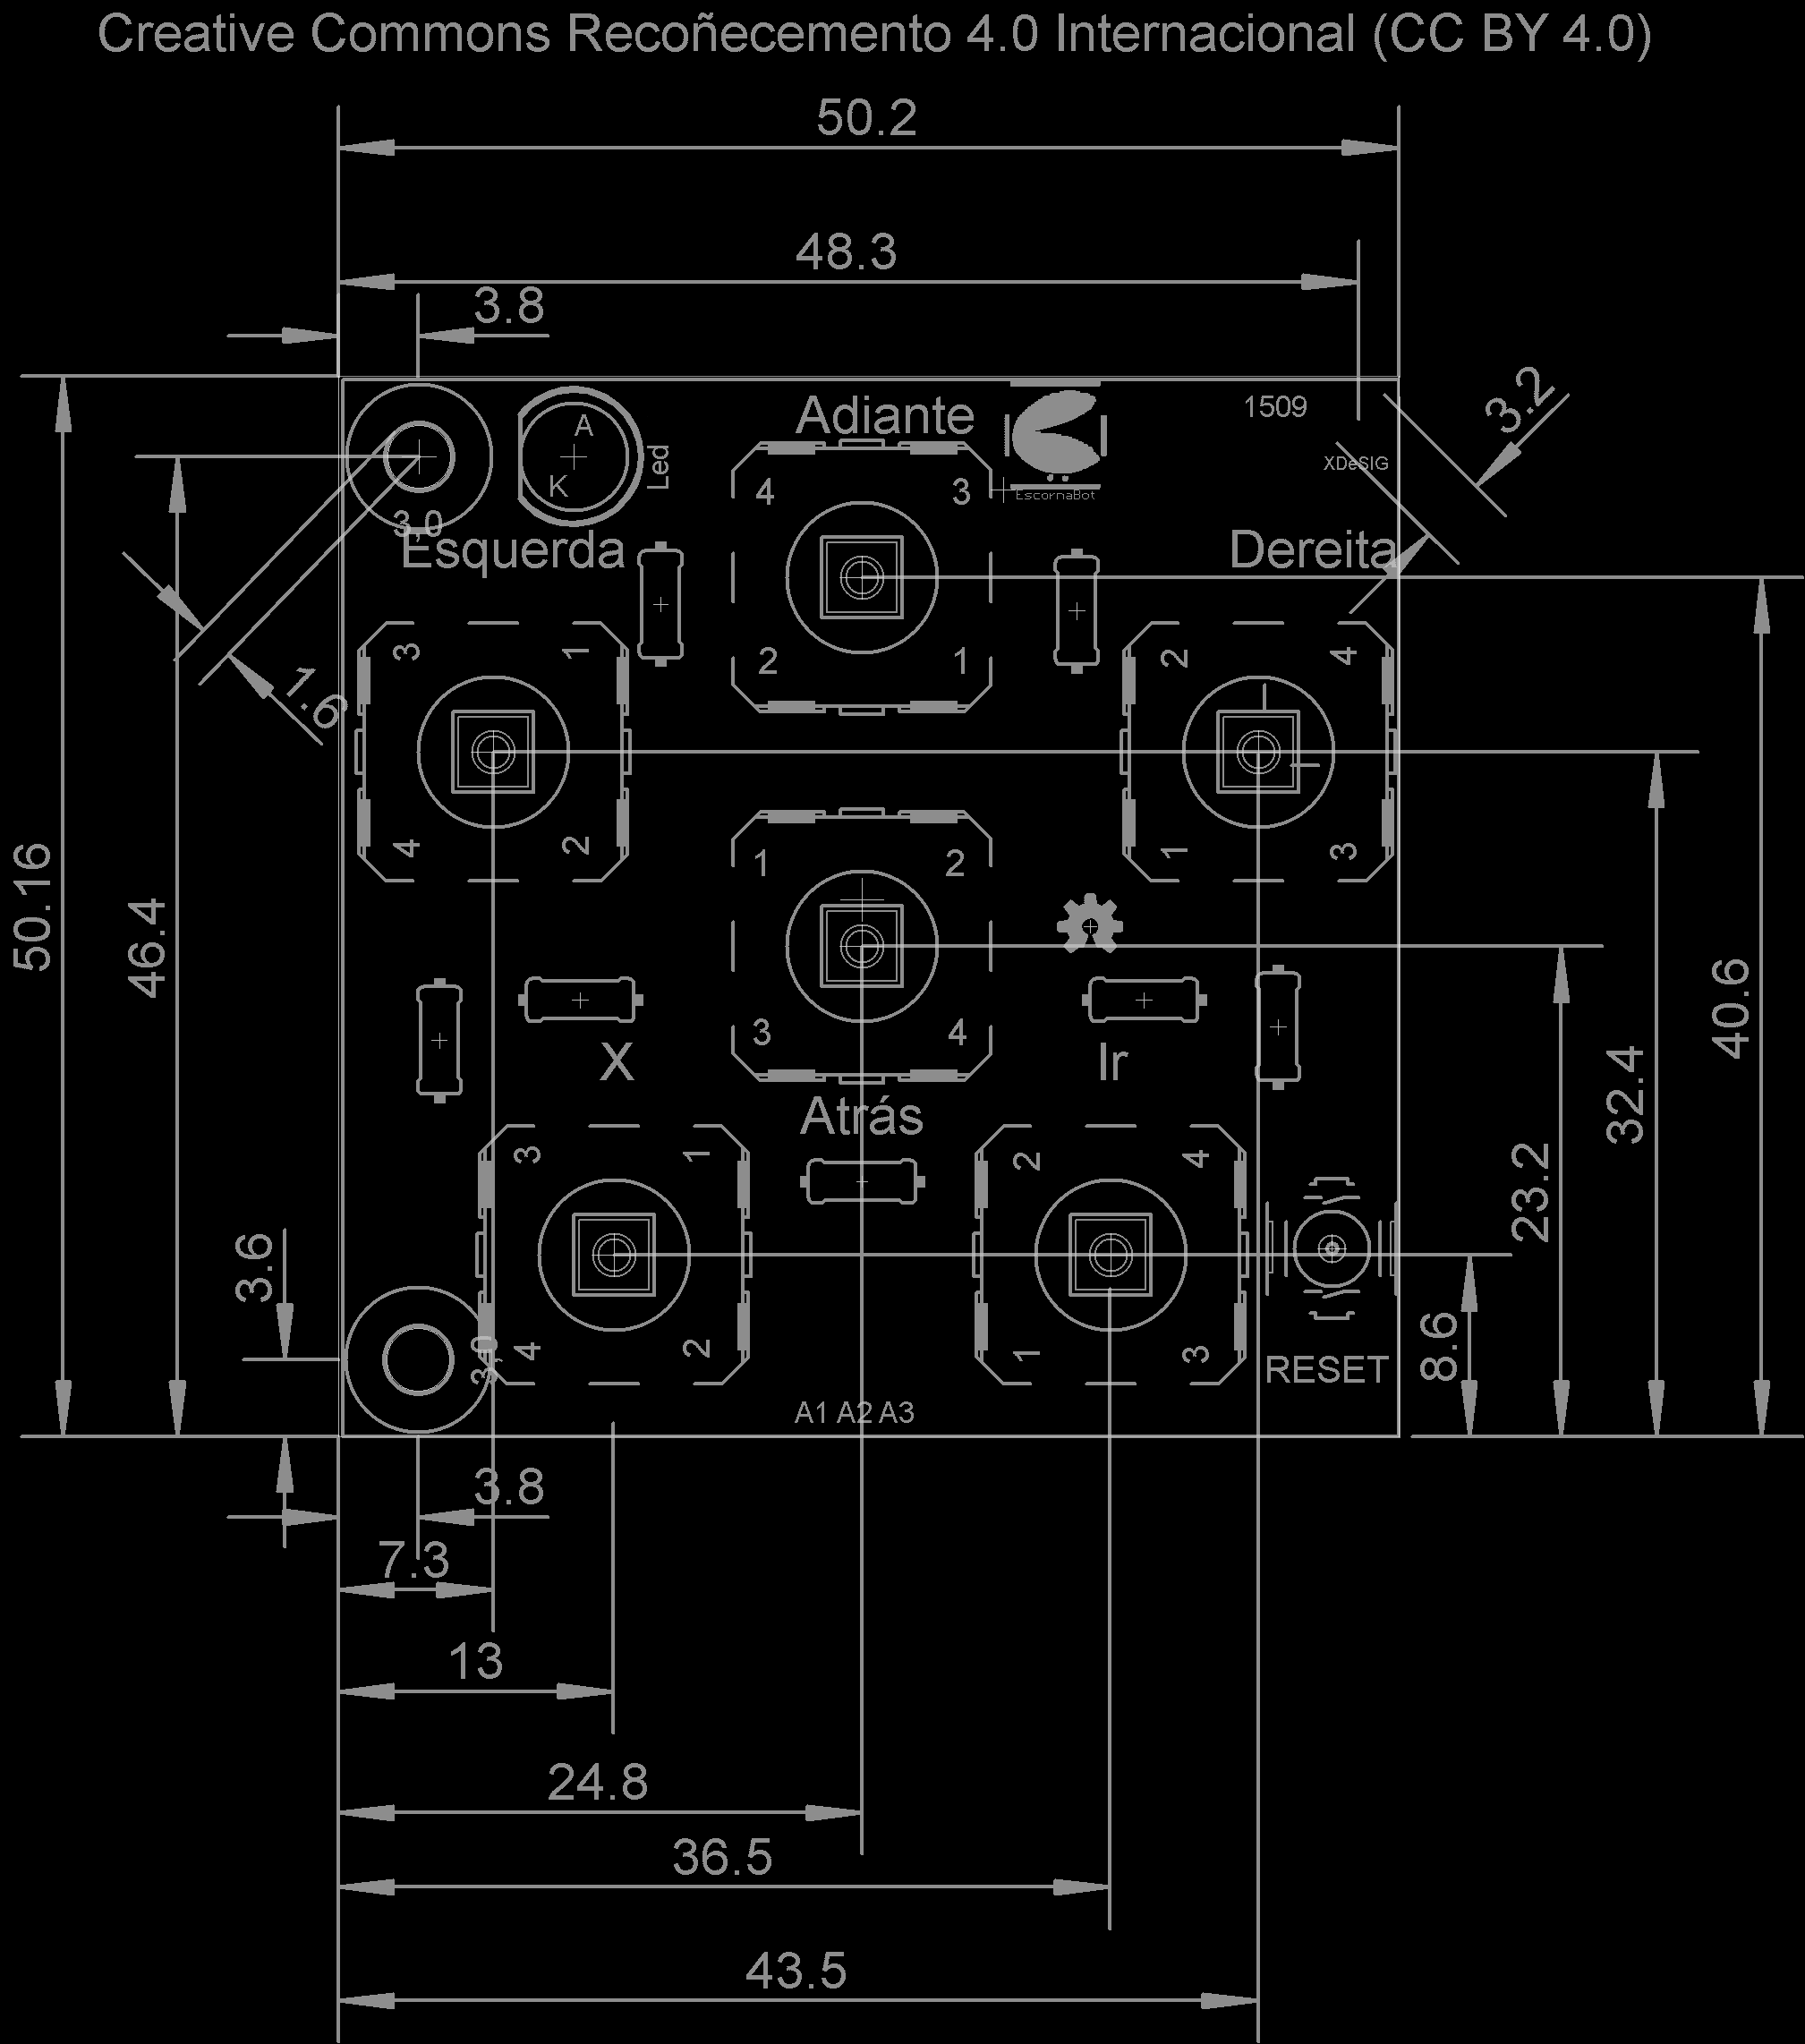 Creative Commons Recoñecemento 4.0 Internacional (CC BY 4.0)
50.2
48.3
3.8
3.2
Adiante
1509
A
K
Led
XDeSIG
EscornaBot
4 3
3,0
Esquerda
Dereita
2 1
3 1
2 4
1.6
4 2
1 3
1 2
50.16
46.4
40.6
32.4
23.2
3 4
X
Ir
Atrás
3 1
2 4
3.6
8.6
3,0
4 2
1 3
RESET
A1 A2 A3
3.8
7.3
13
24.8
36.5
43.5